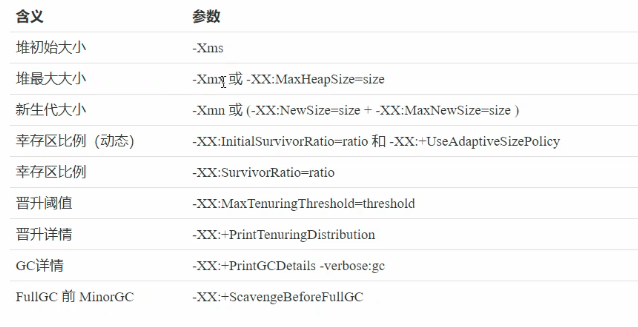 含义 参数
堆初始大小 -Xms
堆最大大小 -Xmx 或 -XX:MaxHeapSize=size
新生代大小 -Xmn 或 (-XX:NewSize=size + -XX:MaxNewSize=size )
幸存区比例（动态） -XX:InitialSurvivorRatio=ratio 和 -XX:+UseAdaptiveSizePolicy
幸存区比例 -XX:SurvivorRatio=ratio
晋升阈值 -XX:MaxTenuringThreshold=threshold
晋升详情 -XX:+PrintTenuringDistribution
GC详情 -XX:+PrintGCDetails -verbose:gc
FullGC 前 MinorGC -XX:+ScavengeBeforeFullGC